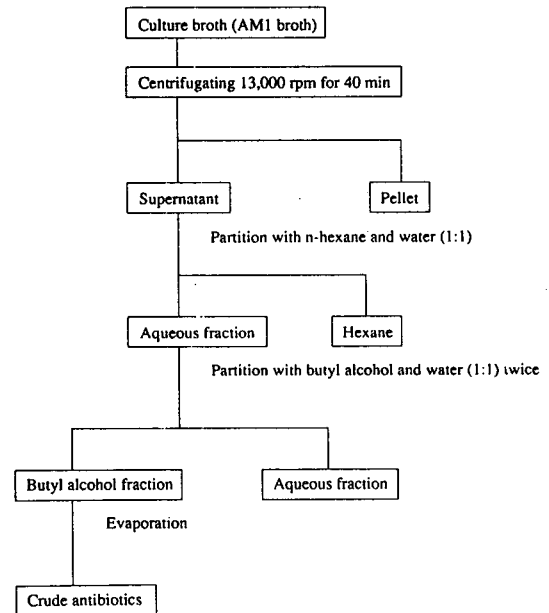 Culture broth (AM1 broth)
Centrifugating 13,000 rpm for 40 min
Supernatant
Pellet
Partition with n-hexane and water (1:1)
Aqueous fraction
Hexane
Partition with butyl alcohol and water (1:1) twice
Butyl alcohol fraction
Aqueous fraction
Evaporation
Crude antibiotics